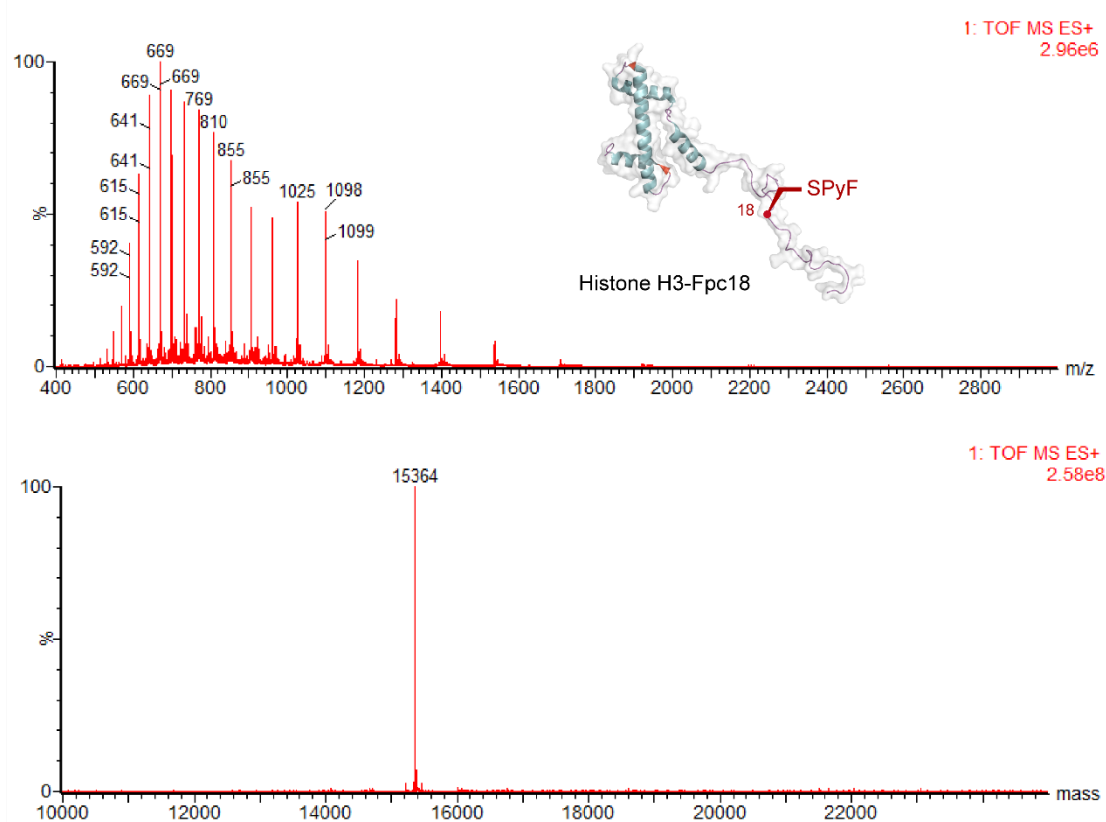 1: TOF MS ES+
2.96e6
100
%
0
669
669
669
641
641
615
615
592
592
769
810
855
855
1025
1098
1099
SPyF
18
Histone H3-Fpc18
400 600 800 1000 1200 1400 1600 1800 2000 2200 2400 2600 2800
m/z
1: TOF MS ES+
2.58e8
100
%
0
15364
10000 12000 14000 16000 18000 20000 22000
mass